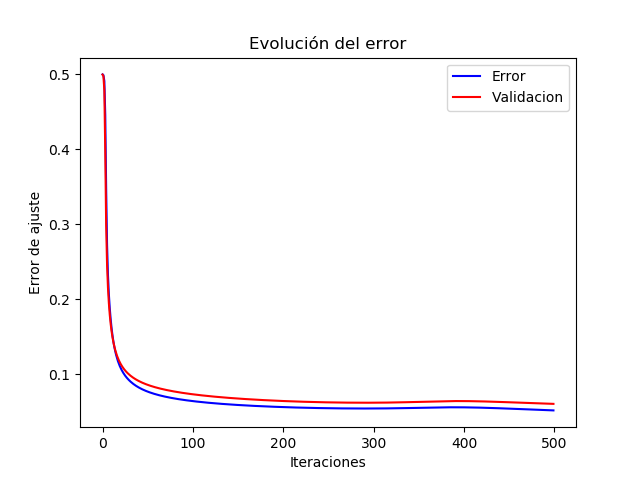 Evolución del error
Error
Validacion
Error de ajuste
0.5
0.4
0.3
0.2
0.1
0 100 200 300 400 500
Iteraciones